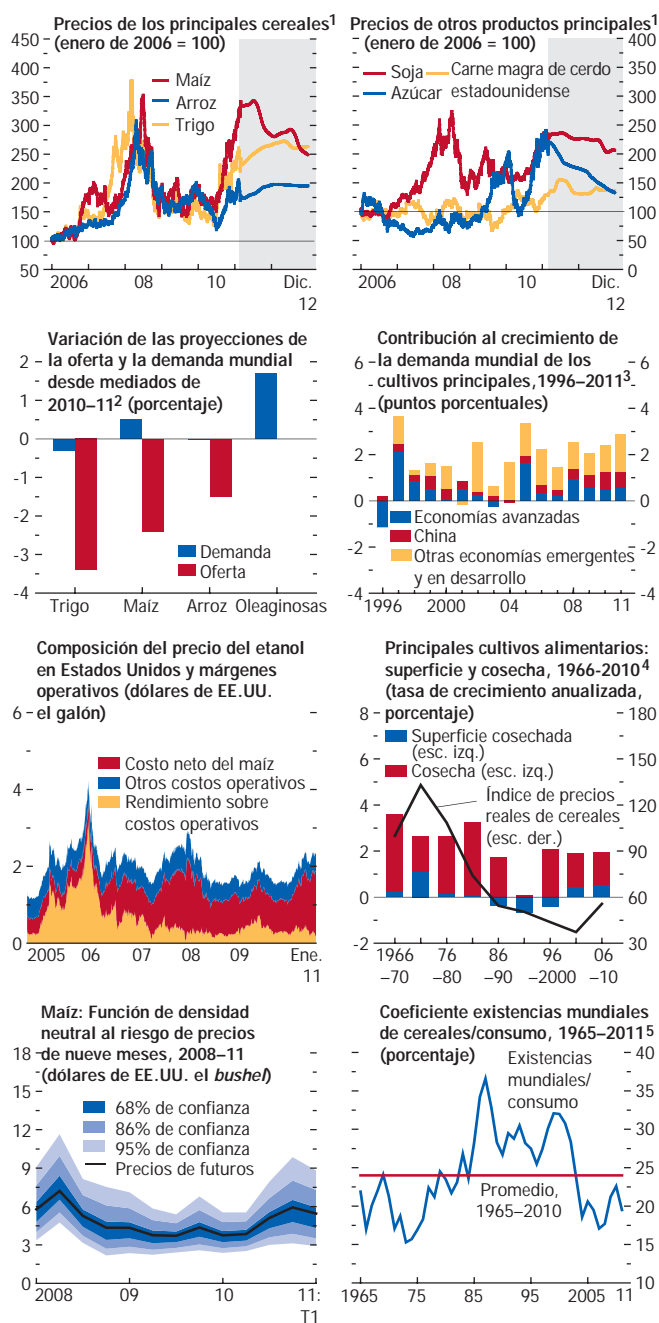 Precios de los principales cereales¹
(enero de 2006 = 100)
450
400
350
300
250
200
150
100
50
Maíz
Arroz
Trigo
2006
08
10
Dic.
12
Precios de otros productos principales¹
(enero de 2006 = 100)
Soja
Azúcar
Carne magra de cerdo
estadounidense
400
350
300
250
200
150
100
50
0
2006
08
10
Dic.
12
Variación de las proyecciones de
la oferta y la demanda mundial
desde mediados de
2010–11² (porcentaje)
2
1
0
-1
-2
-3
-4
Demanda
Oferta
Trigo
Maíz
Arroz
Oleaginosas
Contribución al crecimiento de
la demanda mundial de los
cultivos principales,1996–2011³
(puntos porcentuales)
6
4
2
0
-2
-4
6
4
2
0
-2
-4
Economías avanzadas
China
Otras economías emergentes
y en desarrollo
1996
2000
04
08
11
Composición del precio del etanol
en Estados Unidos y márgenes
operativos (dólares de EE.UU.
el galón)
6
4
2
0
Costo neto del maíz
Otros costos operativos
Rendimiento sobre
costos operativos
2005
06
07
08
09
Ene.
11
Principales cultivos alimentarios:
superficie y cosecha, 1966-2010⁴
(tasa de crecimiento anualizada,
porcentaje)
8
6
4
2
0
-2
180
150
120
90
60
30
Superficie cosechada
(esc. izq.)
Cosecha (esc. izq.)
Índice de precios
reales de cereales
(esc. der.)
1966
–70
76
–80
86
–90
96
–2000
06
–10
Maíz: Función de densidad
neutral al riesgo de precios
de nueve meses, 2008–11
(dólares de EE.UU. el bushel)
18
15
12
9
6
3
0
68% de confianza
86% de confianza
95% de confianza
Precios de futuros
2008
09
10
11:
T1
Coeficiente existencias mundiales
de cereales/consumo, 1965–2011⁵
(porcentaje)
40
35
30
25
20
15
10
Existencias
mundiales/
consumo
Promedio,
1965–2010
1965
75
85
95
2005
11